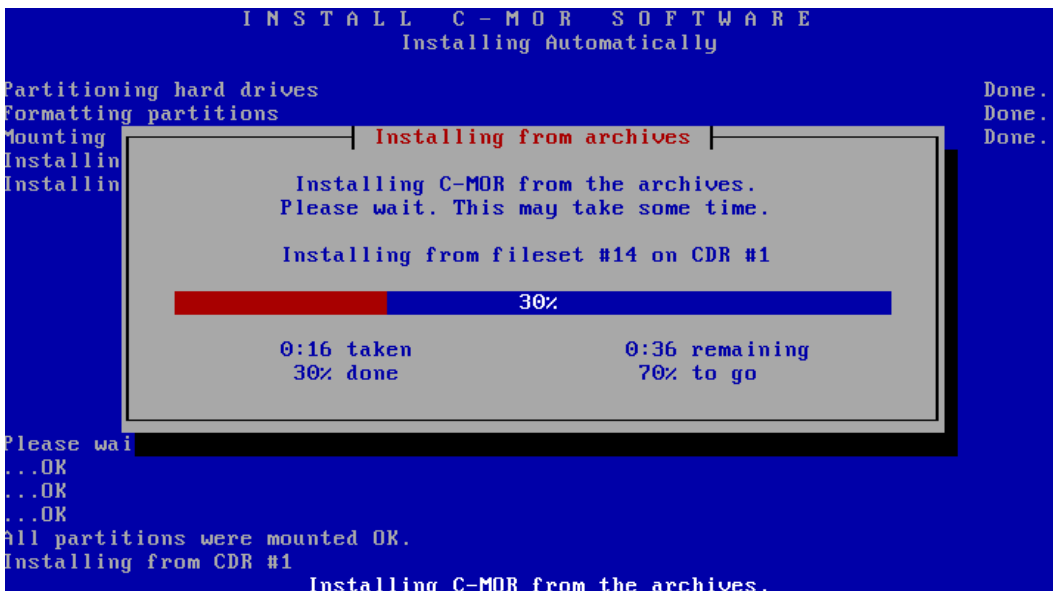 INSTALL C-MOR SOFTWARE
Installing Automatically
Partitioning hard drives Done.
Formatting partitions Done.
Mounting Done.
Installin
Installin
Installing from archives
Installing C-MOR from the archives.
Please wait. This may take some time.
Installing from fileset #14 on CDR #1
30%
0:16 taken 0:36 remaining
30% done 70% to go
Please wai
...OK
...OK
...OK
All partitions were mounted OK.
Installing from CDR #1
Installing C-MOR from the archives.